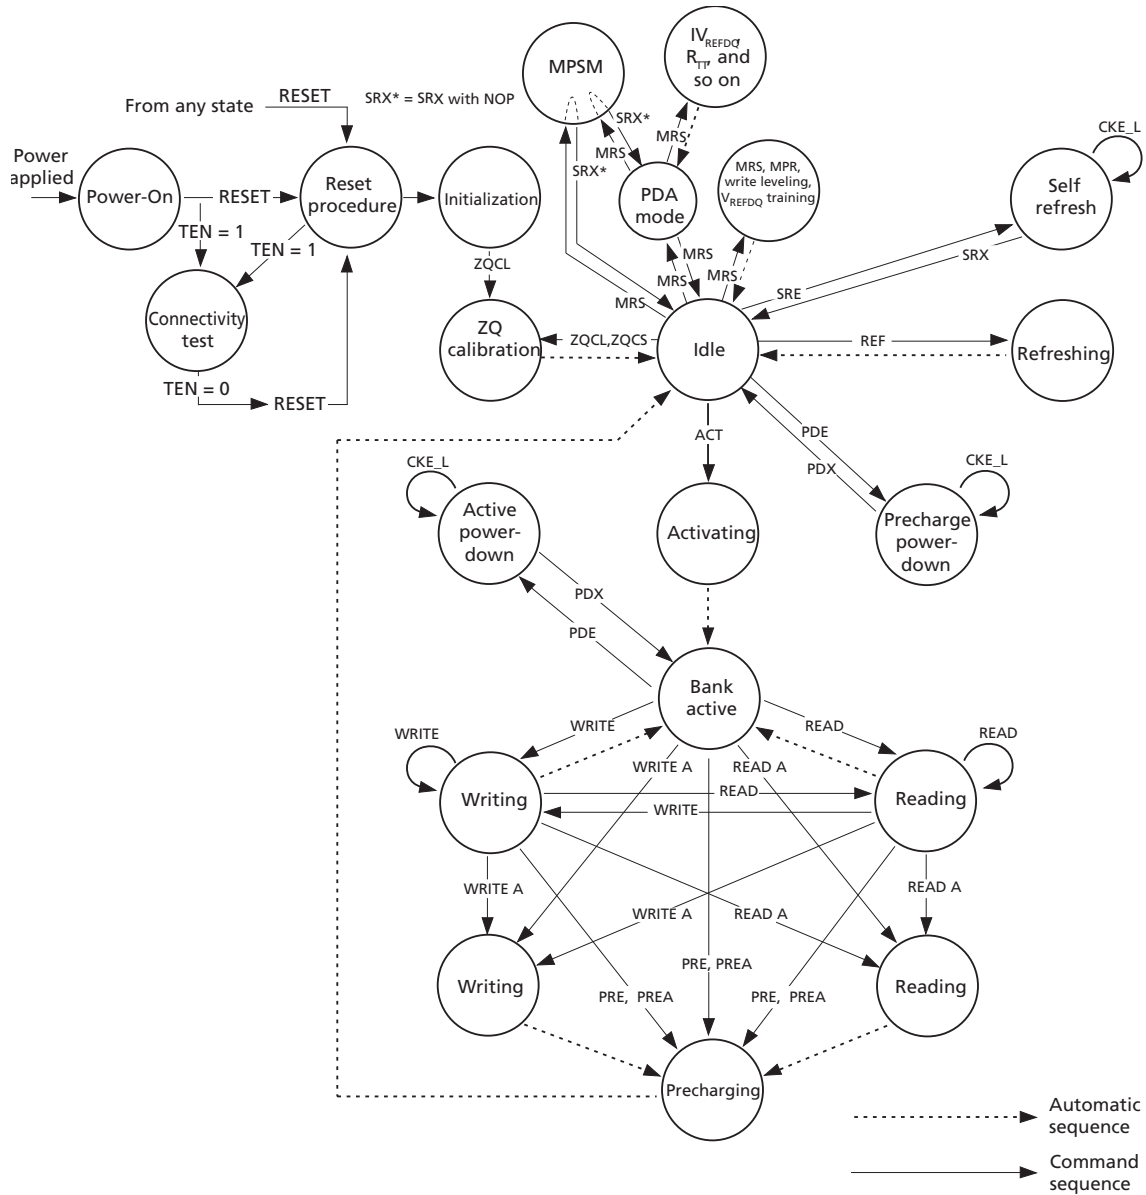 IV_REFDQ,
R_TT, and
so on
MPSM
From any state
RESET
SRX* = SRX with NOP
SRX*
MRS
MRS
SRX*
CKE_L
Power
applied
Power-On
RESET
Reset
procedure
Initialization
PDA
mode
MRS, MPR,
write leveling,
V_REFDQ training
Self
refresh
TEN = 1
TEN = 1
MRS
MRS
MRS
SRX
ZQCL
SRE
MRS
Connectivity
test
ZQ
calibration
ZQCL,ZQCS
Idle
REF
Refreshing
TEN = 0
RESET
ACT
PDE
PDX
CKE_L
CKE_L
Active
power-
down
Activating
Precharge
power-
down
PDX
PDE
Bank
active
WRITE
READ
WRITE
READ
WRITE A
READ A
Writing
READ
Reading
WRITE
WRITE A
READ A
WRITE A
READ A
PRE, PREA
Writing
Reading
PRE, PREA
PRE, PREA
Precharging
Automatic
sequence
Command
sequence